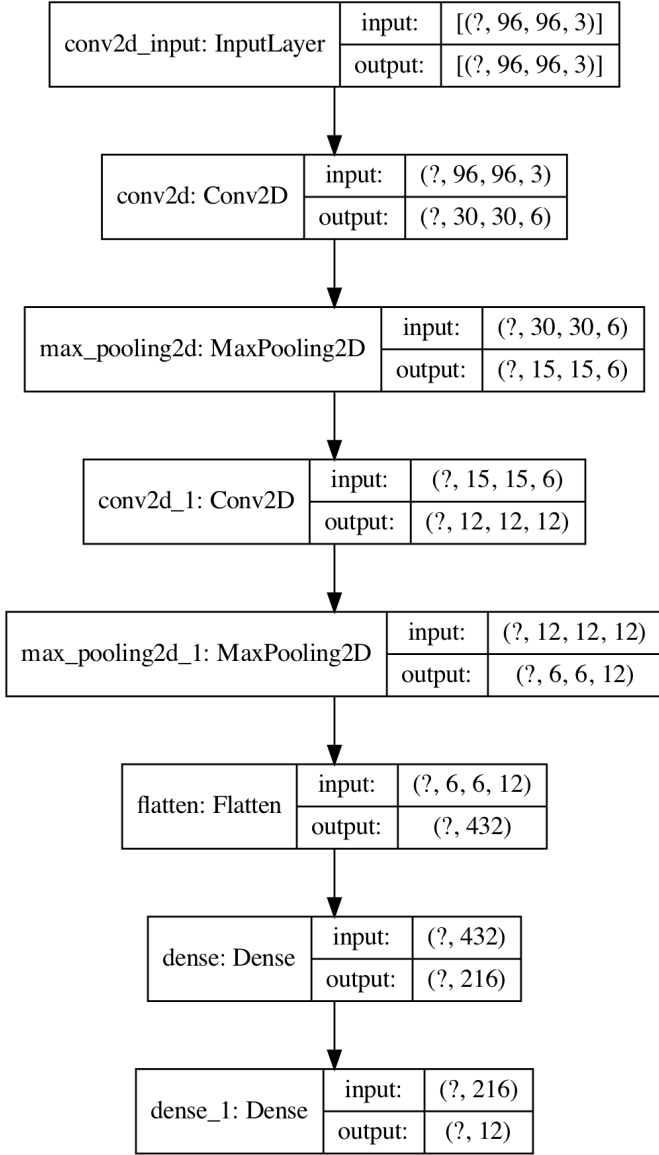 conv2d_input: InputLayer
input:
[(?, 96, 96, 3)]
output:
[(?, 96, 96, 3)]
conv2d: Conv2D
input:
(?, 96, 96, 3)
output:
(?, 30, 30, 6)
max_pooling2d: MaxPooling2D
input:
(?, 30, 30, 6)
output:
(?, 15, 15, 6)
conv2d_1: Conv2D
input:
(?, 15, 15, 6)
output:
(?, 12, 12, 12)
max_pooling2d_1: MaxPooling2D
input:
(?, 12, 12, 12)
output:
(?, 6, 6, 12)
flatten: Flatten
input:
(?, 6, 6, 12)
output:
(?, 432)
dense: Dense
input:
(?, 432)
output:
(?, 216)
dense_1: Dense
input:
(?, 216)
output:
(?, 12)